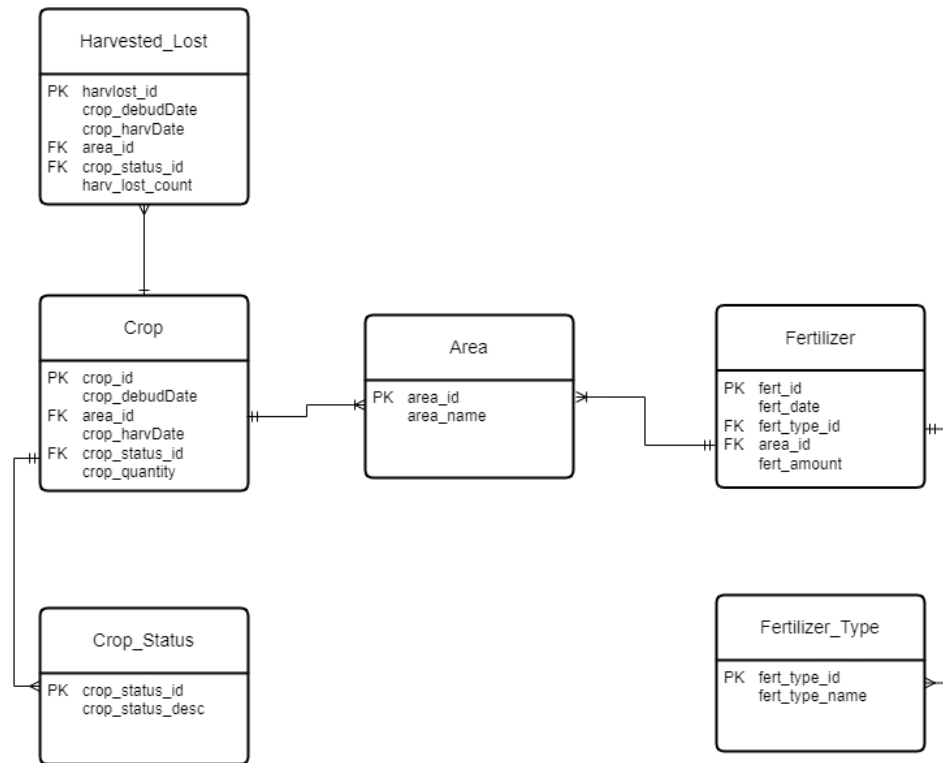 Harvested_Lost
PK harvlost_id
crop_debudDate
crop_harvDate
FK area_id
FK crop_status_id
harv_lost_count
Crop
PK crop_id
crop_debudDate
FK area_id
crop_harvDate
FK crop_status_id
crop_quantity
Area
PK area_id
area_name
Fertilizer
PK fert_id
fert_date
FK fert_type_id
FK area_id
fert_amount
Crop_Status
PK crop_status_id
crop_status_desc
Fertilizer_Type
PK fert_type_id
fert_type_name